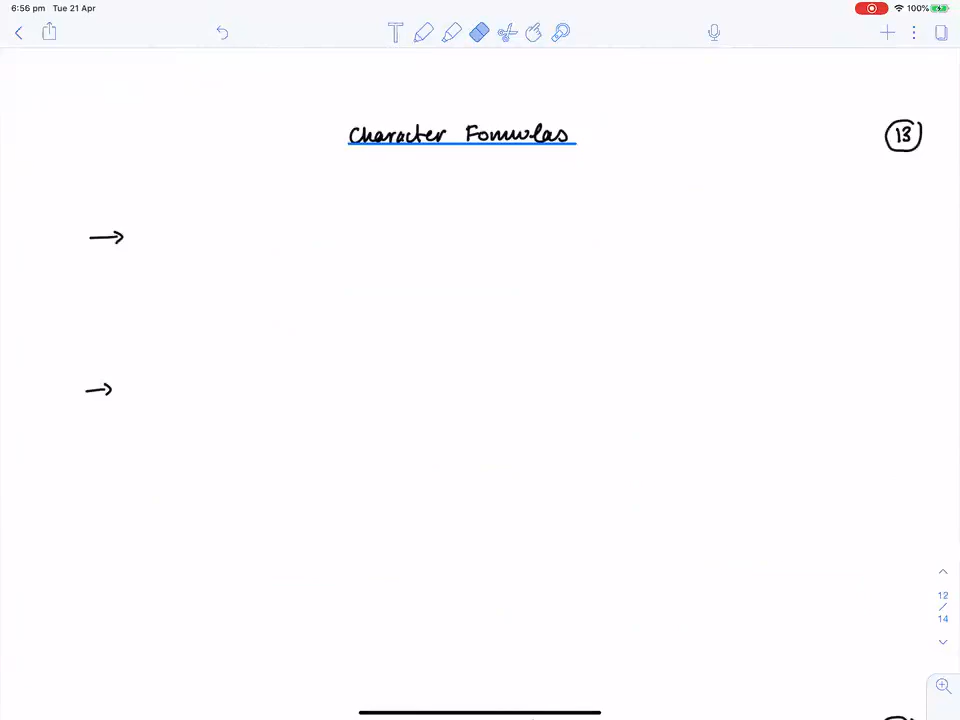 6:56 pm Tue 21 Apr
100%
T
Character Fomulas
13
→
→
12
/
14